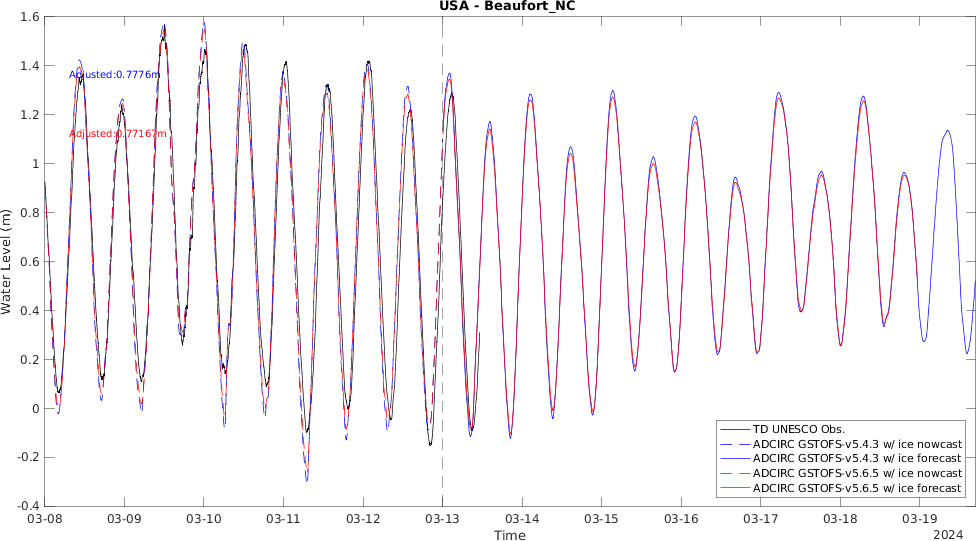 USA - Beaufort_NC
1.6
1.4
1.2
1
0.8
0.6
0.4
0.2
0
-0.2
-0.4
Water Level (m)
Adjusted:0.7776m
Adjusted:0.77167m
TD UNESCO Obs.
ADCIRC GSTOFS-v5.4.3 w/ ice nowcast
ADCIRC GSTOFS-v5.4.3 w/ ice forecast
ADCIRC GSTOFS-v5.6.5 w/ ice nowcast
ADCIRC GSTOFS-v5.6.5 w/ ice forecast
03-08 03-09 03-10 03-11 03-12 03-13 03-14 03-15 03-16 03-17 03-18 03-19
Time
2024